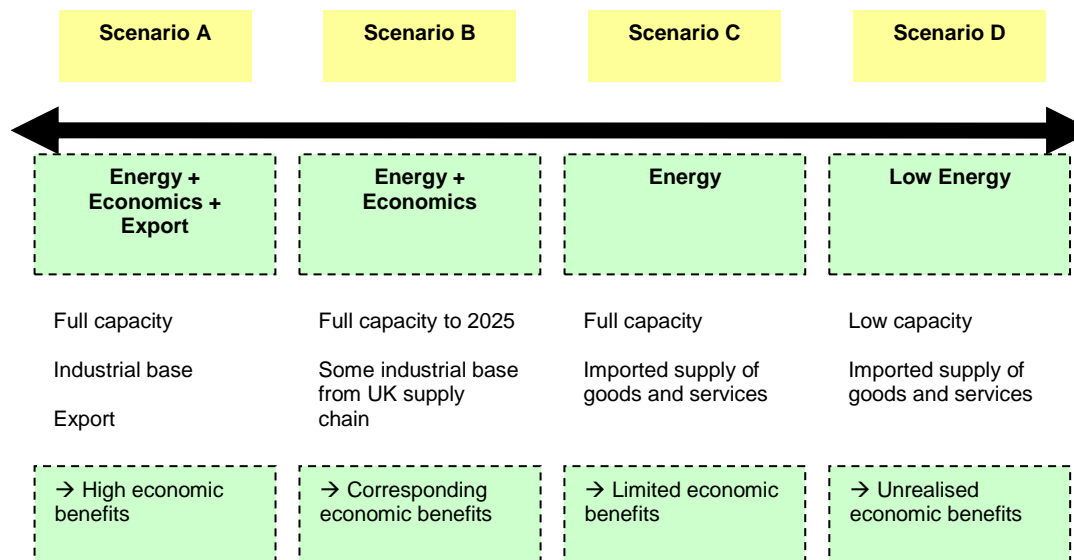 Scenario A
Scenario B
Scenario C
Scenario D
Energy +
Economics +
Export
Energy +
Economics
Energy
Low Energy
Full capacity
Industrial base
Export
Full capacity to 2025
Some industrial base
from UK supply
chain
Full capacity
Imported supply of
goods and services
Low capacity
Imported supply of
goods and services
→ High economic
benefits
→ Corresponding
economic benefits
→ Limited economic
benefits
→ Unrealised
economic benefits